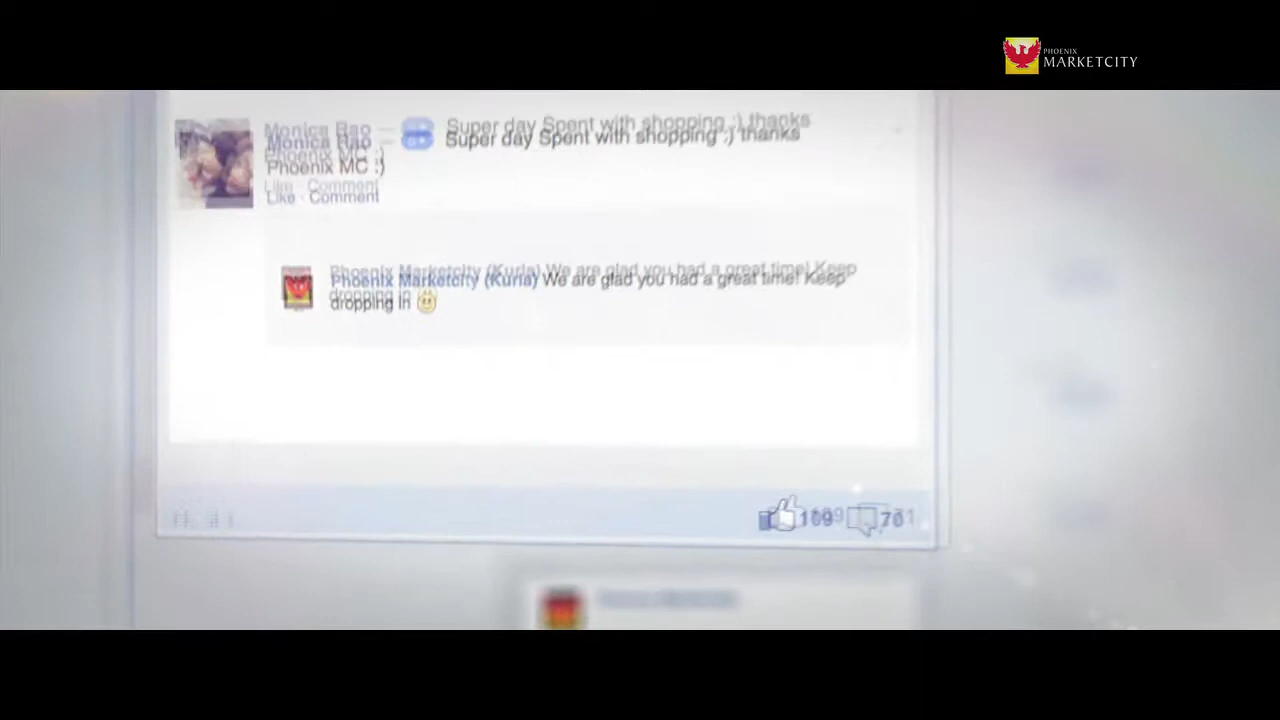 PHOENIX
MARKETCITY
Monica Rao — Super day Spent with shopping :) thanks
Phoenix MC :)
Like · Comment
Phoenix Marketcity (Kurla) We are glad you had a great time! Keep
dropping in
109